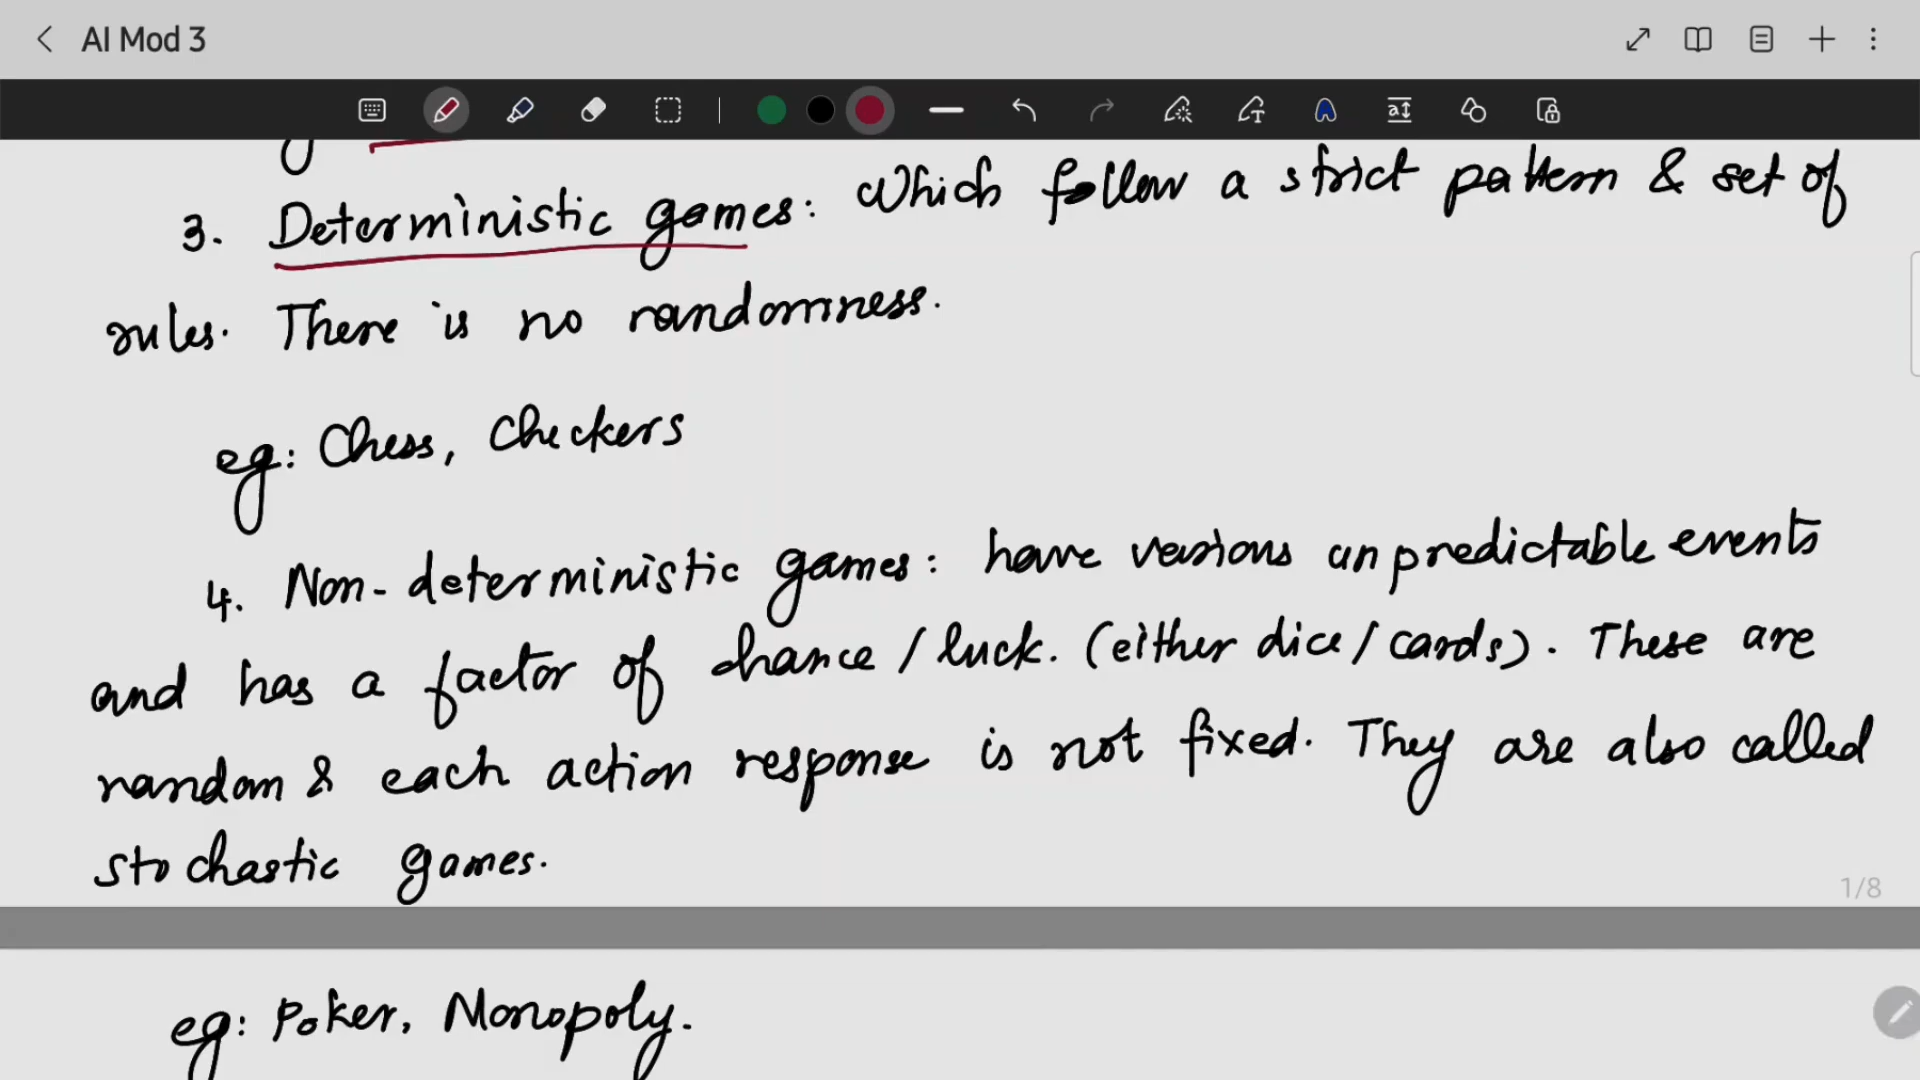 AI Mod 3
3. Deterministic games: Which follow a strict pattern & set of
rules. There is no randomness.
eg: Chess, Checkers
4. Non-deterministic games: have various unpredictable events
and has a factor of chance/luck. (either dice/cards). These are
random & each action response is not fixed. They are also called
stochastic games.
1/8
eg: Poker, Monopoly.